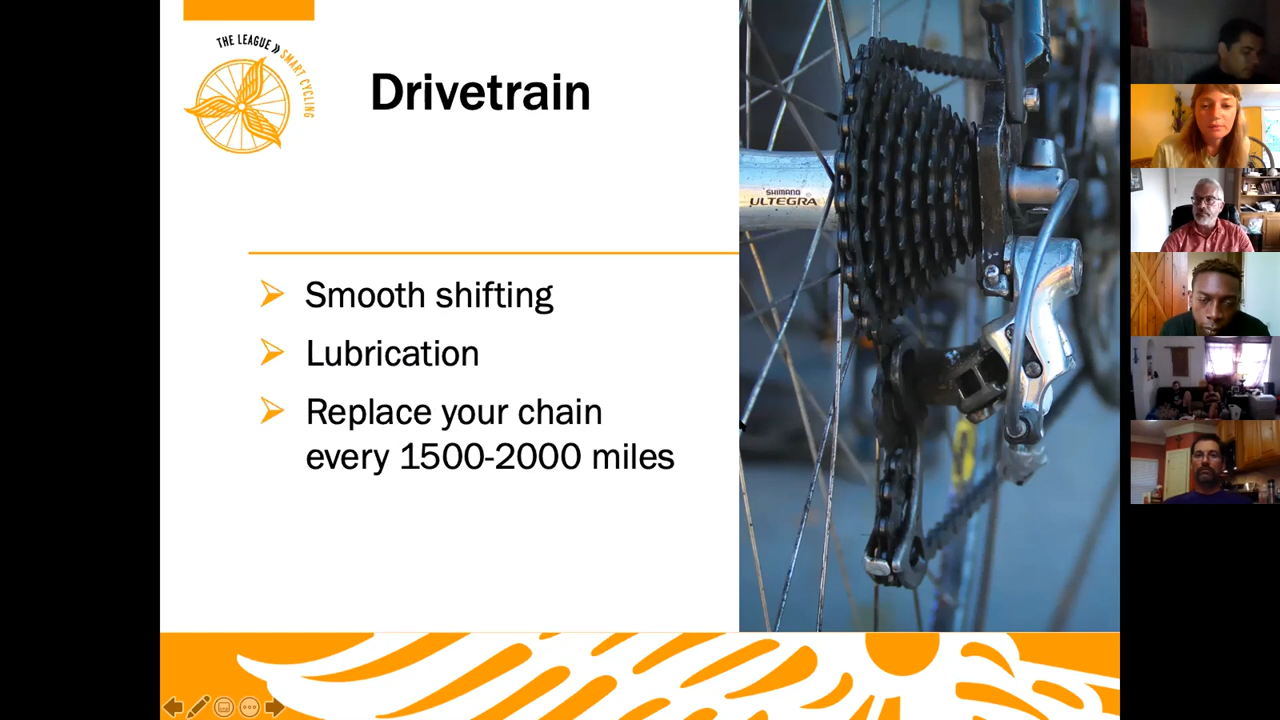 THE LEAGUE » SMART CYCLING
Drivetrain
SHIMANO
ULTEGRA
Smooth shifting
Lubrication
Replace your chain
every 1500-2000 miles